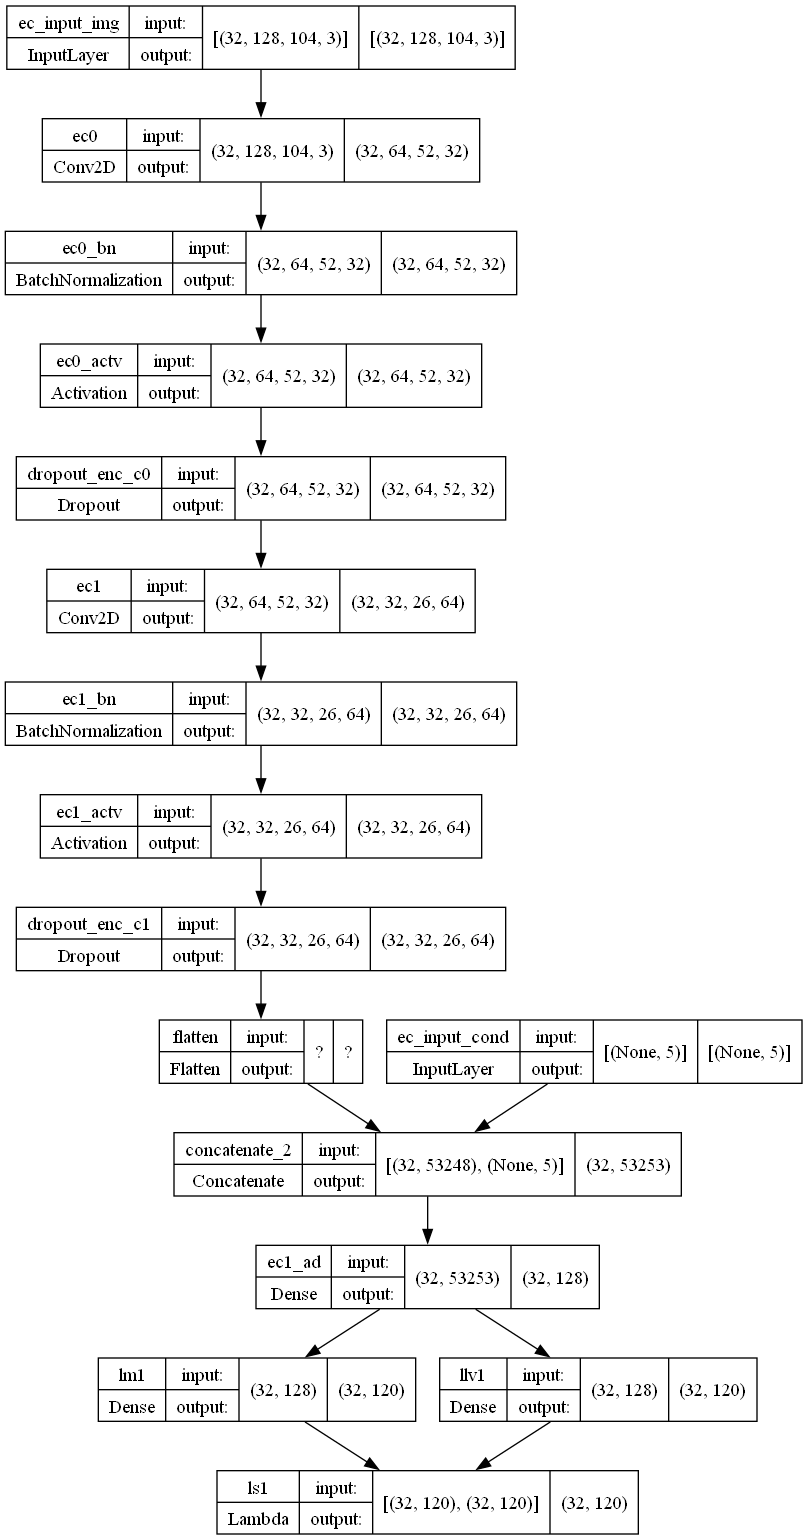 ec_input_img input: [(32, 128, 104, 3)] [(32, 128, 104, 3)]
InputLayer output:
ec0 input: (32, 128, 104, 3) (32, 64, 52, 32)
Conv2D output:
ec0_bn input: (32, 64, 52, 32) (32, 64, 52, 32)
BatchNormalization output:
ec0_actv input: (32, 64, 52, 32) (32, 64, 52, 32)
Activation output:
dropout_enc_c0 input: (32, 64, 52, 32) (32, 64, 52, 32)
Dropout output:
ec1 input: (32, 64, 52, 32) (32, 32, 26, 64)
Conv2D output:
ec1_bn input: (32, 32, 26, 64) (32, 32, 26, 64)
BatchNormalization output:
ec1_actv input: (32, 32, 26, 64) (32, 32, 26, 64)
Activation output:
dropout_enc_c1 input: (32, 32, 26, 64) (32, 32, 26, 64)
Dropout output:
flatten input: ? ?
Flatten output:
ec_input_cond input: [(None, 5)] [(None, 5)]
InputLayer output:
concatenate_2 input: [(32, 53248), (None, 5)] (32, 53253)
Concatenate output:
ec1_ad input: (32, 53253) (32, 128)
Dense output:
lm1 input: (32, 128) (32, 120)
Dense output:
llv1 input: (32, 128) (32, 120)
Dense output:
ls1 input: [(32, 120), (32, 120)] (32, 120)
Lambda output: